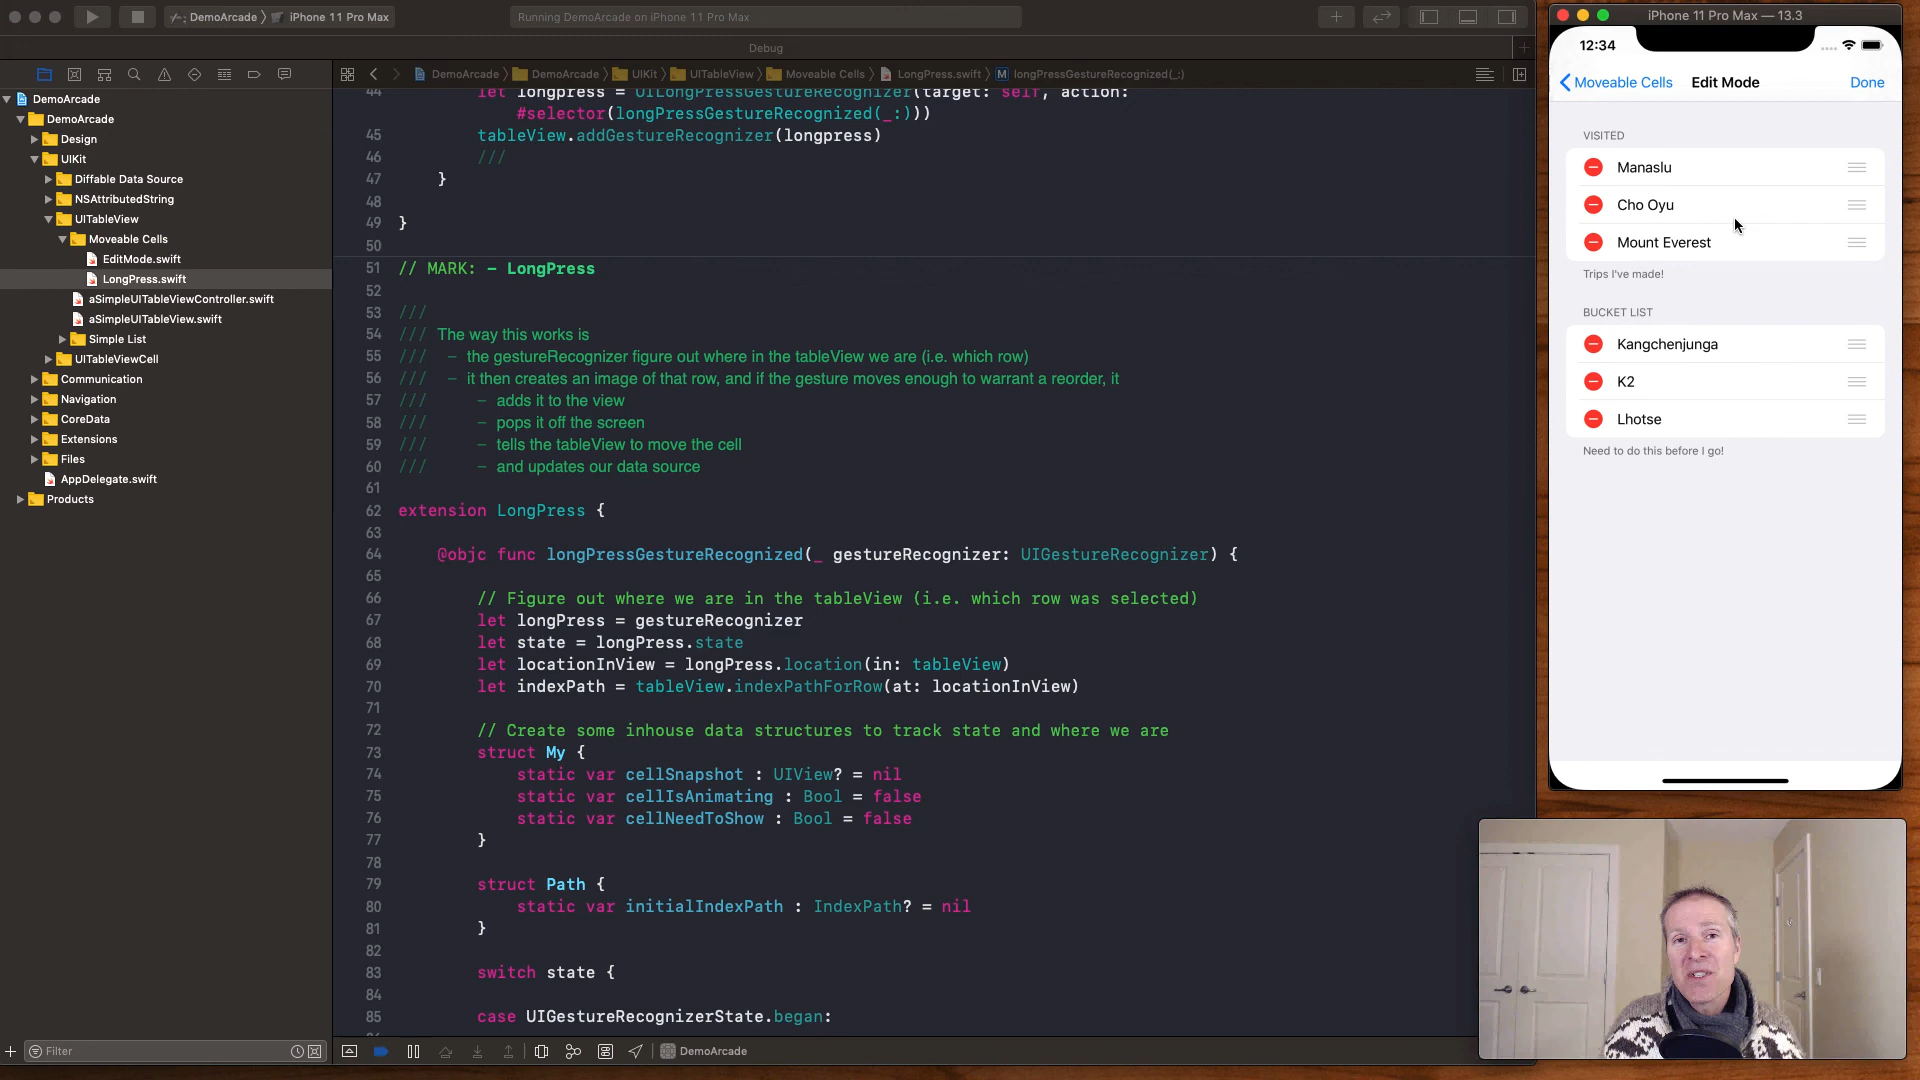 DemoArcade 〉 iPhone 11 Pro Max
Running DemoArcade on iPhone 11 Pro Max
Debug
DemoArcade 〉 DemoArcade 〉 UIKit 〉 UITableView 〉 Moveable Cells 〉 LongPress.swift 〉 M longPressGestureRecognized(_:)
DemoArcade
DemoArcade
Design
UIKit
Diffable Data Source
NSAttributedString
UITableView
Moveable Cells
EditMode.swift
LongPress.swift
aSimpleUITableViewController.swift
aSimpleUITableView.swift
Simple List
UITableViewCell
Communication
Navigation
CoreData
Extensions
Files
AppDelegate.swift
Products
Filter
44 let longpress = UILongPressGestureRecognizer(target: self, action:
#selector(longPressGestureRecognized(_:)))
45 tableView.addGestureRecognizer(longpress)
46 ///
47 }
48
49 }
50
51 // MARK: - LongPress
52
53 ///
54 /// The way this works is
55 /// - the gestureRecognizer figure out where in the tableView we are (i.e. which row)
56 /// - it then creates an image of that row, and if the gesture moves enough to warrant a reorder, it
57 /// - adds it to the view
58 /// - pops it off the screen
59 /// - tells the tableView to move the cell
60 /// - and updates our data source
61
62 extension LongPress {
63
64 @objc func longPressGestureRecognized(_ gestureRecognizer: UIGestureRecognizer) {
65
66 // Figure out where we are in the tableView (i.e. which row was selected)
67 let longPress = gestureRecognizer
68 let state = longPress.state
69 let locationInView = longPress.location(in: tableView)
70 let indexPath = tableView.indexPathForRow(at: locationInView)
71
72 // Create some inhouse data structures to track state and where we are
73 struct My {
74 static var cellSnapshot : UIView? = nil
75 static var cellIsAnimating : Bool = false
76 static var cellNeedToShow : Bool = false
77 }
78
79 struct Path {
80 static var initialIndexPath : IndexPath? = nil
81 }
82
83 switch state {
84
85 case UIGestureRecognizerState.began:
DemoArcade
iPhone 11 Pro Max — 13.3
12:34
Moveable Cells Edit Mode Done
VISITED
Manaslu
Cho Oyu
Mount Everest
Trips I've made!
BUCKET LIST
Kangchenjunga
K2
Lhotse
Need to do this before I go!